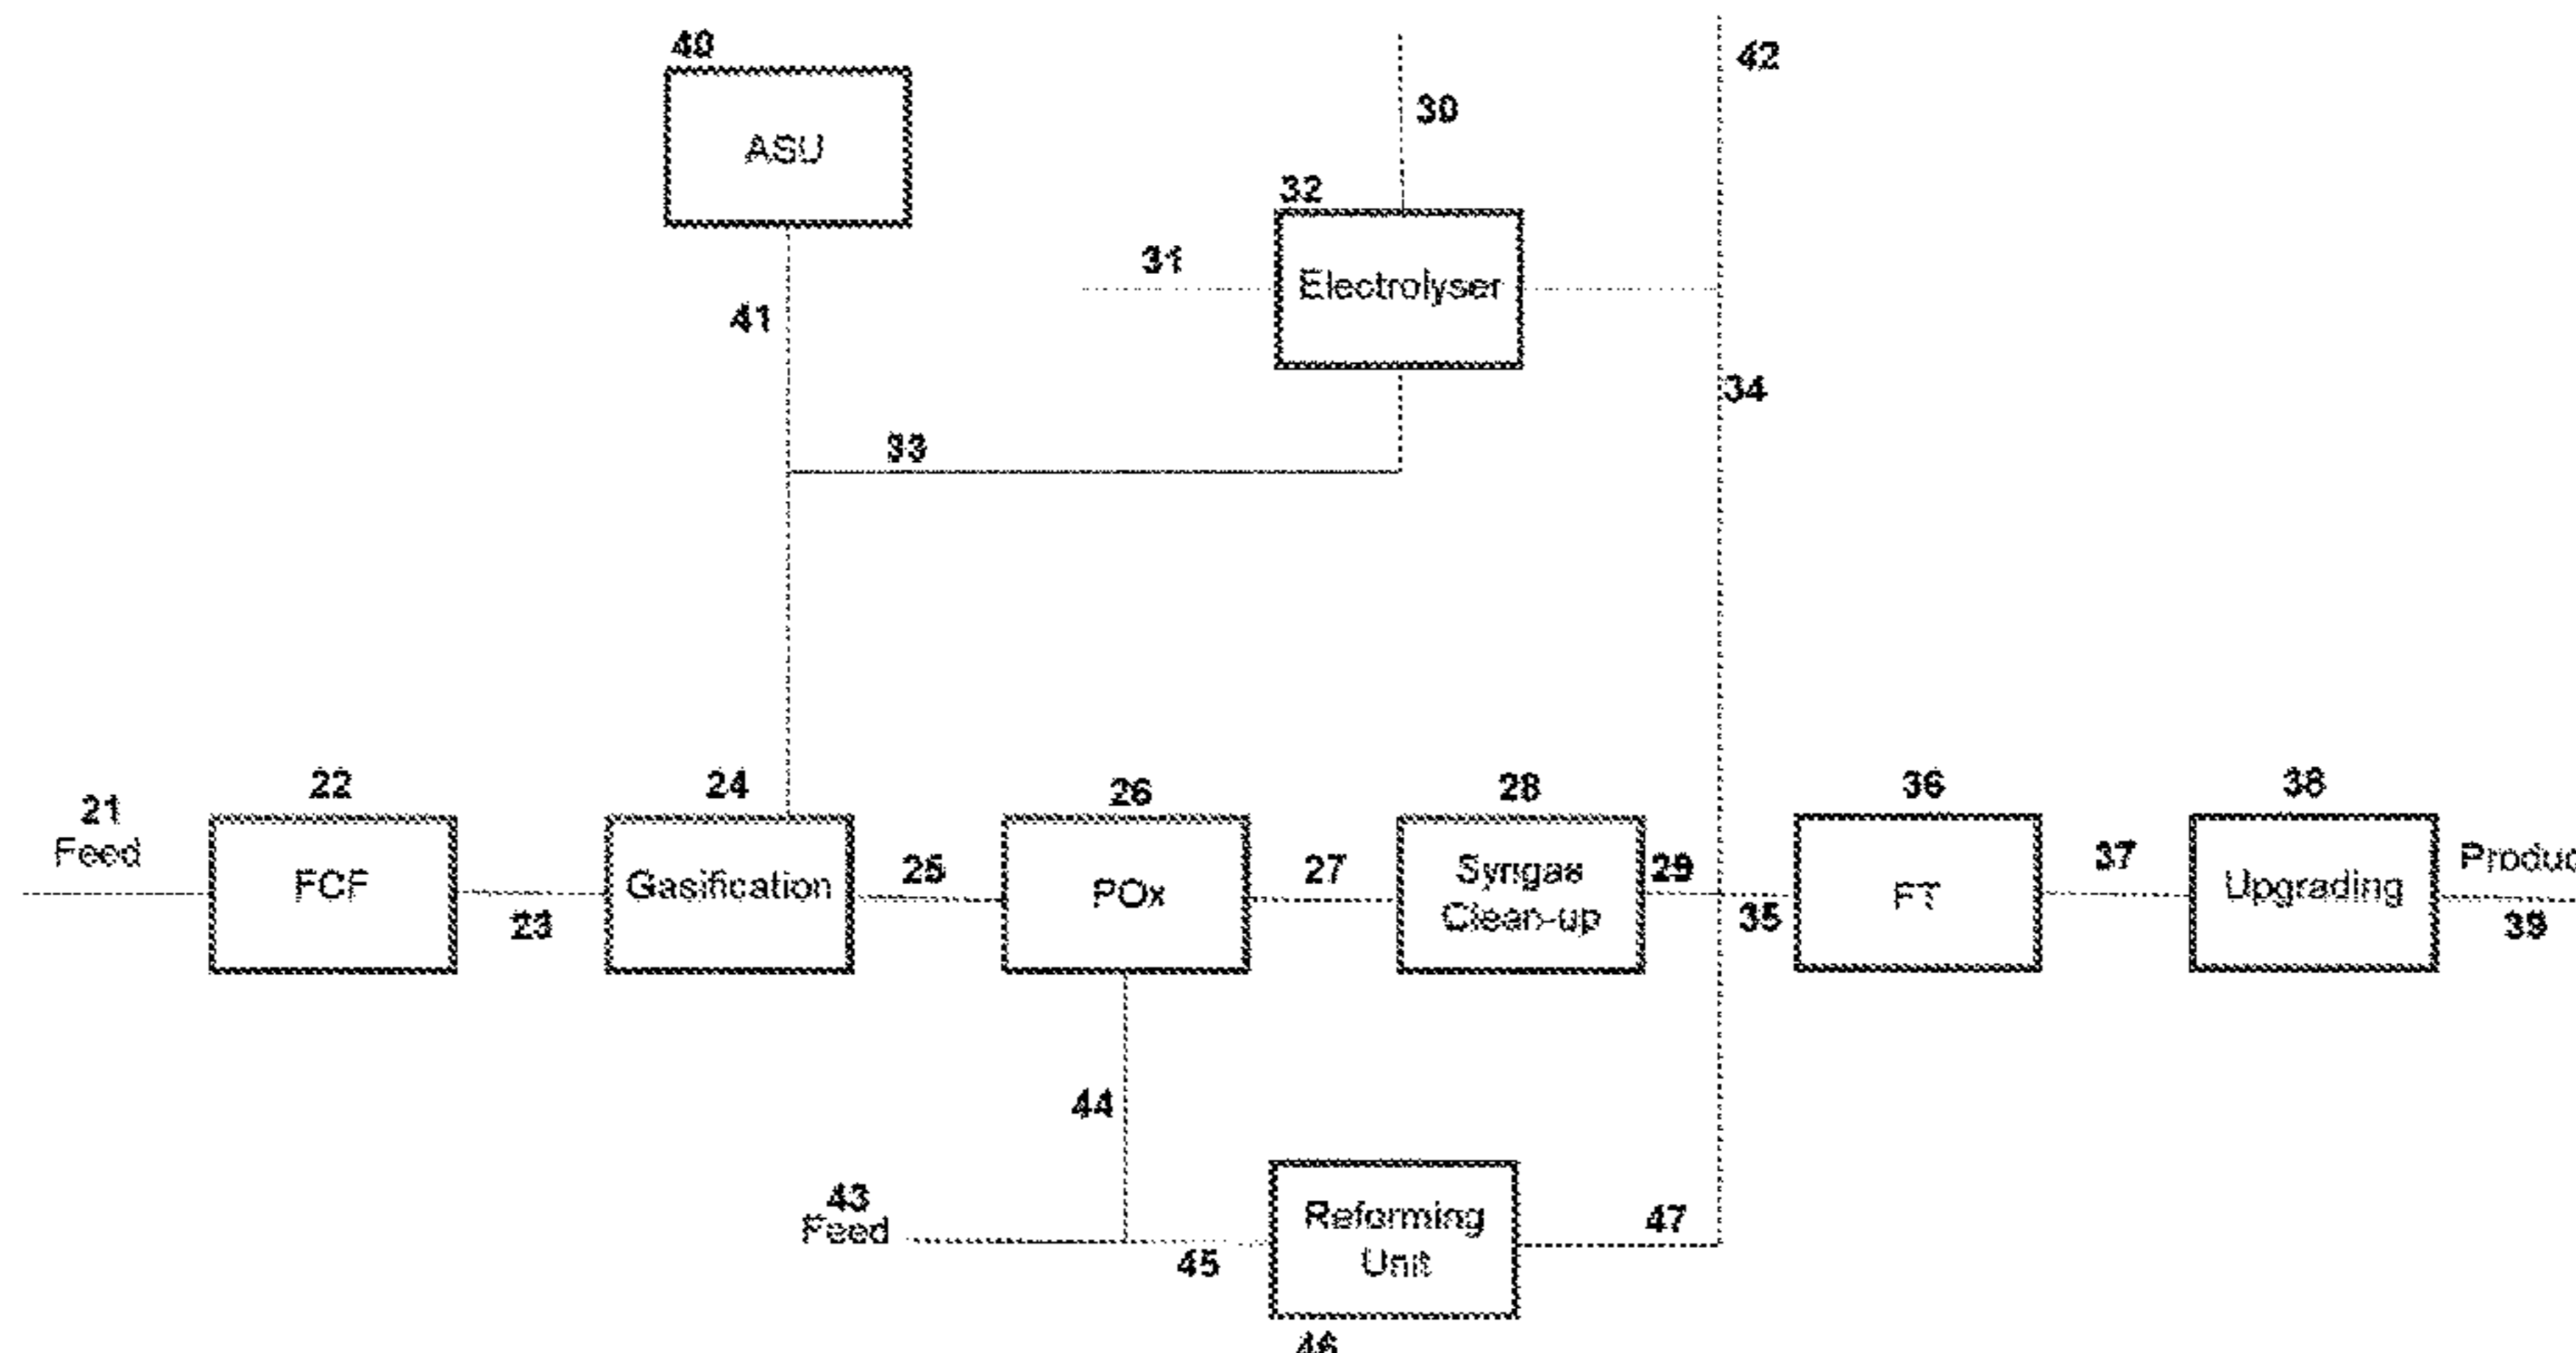 40
ASU
42
30
32
Electrolyser
31
41
34
33
21
Feed
22
FCF
23
24
Gasification
25
26
POx
27
28
Syngas
Clean-up
29
35
36
FT
37
38
Upgrading
Produc
39
44
43
Feed
45
Reforming
Unit
46
47